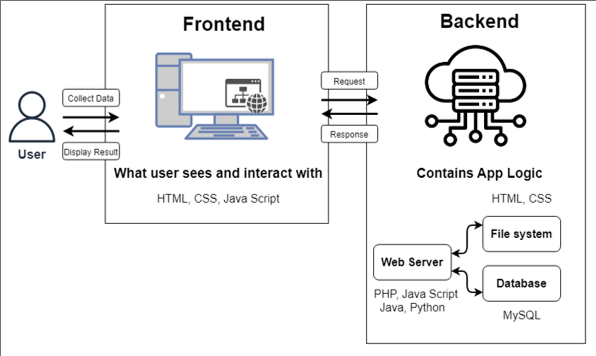 Frontend
Backend
Collect Data
Display Result
User
Request
Response
What user sees and interact with
HTML, CSS, Java Script
Contains App Logic
HTML, CSS
File system
Web Server
PHP, Java Script
Java, Python
Database
MySQL